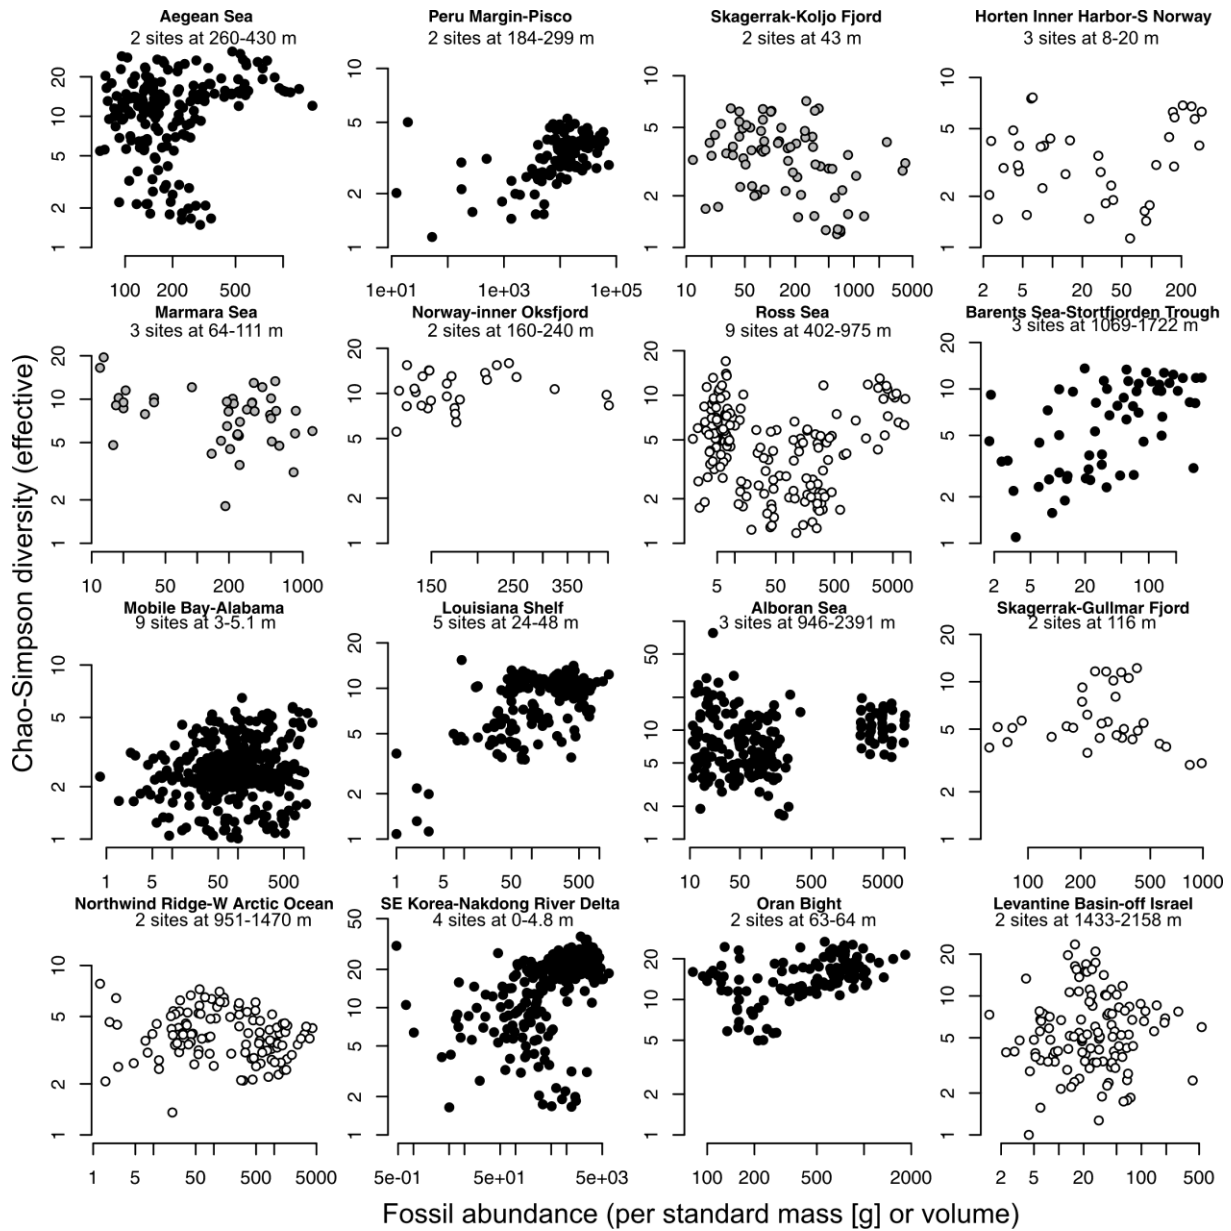 Aegean Sea
2 sites at 260-430 m
Peru Margin-Pisco
2 sites at 184-299 m
Skagerrak-Koljo Fjord
2 sites at 43 m
Horten Inner Harbor-S Norway
3 sites at 8-20 m
1 2 5 10 20
100 200 500
1 2 5 10
1e+01 1e+03 1e+05
1 2 5 10
10 50 200 1000 5000
1 2 5 10
2 5 20 50 200
Marmara Sea
3 sites at 64-111 m
Norway-inner Oksfjord
2 sites at 160-240 m
Ross Sea
9 sites at 402-975 m
Barents Sea-Stortfjorden Trough
3 sites at 1069-1722 m
1 2 5 10 20
10 50 200 1000
1 2 5 10 20
150 250 350
1 2 5 10 20
5 50 500 5000
1 2 5 10 20
2 5 20 100
Mobile Bay-Alabama
9 sites at 3-5.1 m
Louisiana Shelf
5 sites at 24-48 m
Alboran Sea
3 sites at 946-2391 m
Skagerrak-Gullmar Fjord
2 sites at 116 m
1 2 5 10
1 5 50 500
1 2 5 10 20
1 5 50 500
1 2 5 10 50
10 50 500
1 2 5 10 20
100 200 500 1000
Northwind Ridge-W Arctic Ocean
2 sites at 951-1470 m
SE Korea-Nakdong River Delta
4 sites at 0-4.8 m
Oran Bight
2 sites at 63-64 m
Levantine Basin-off Israel
2 sites at 1433-2158 m
1 2 5 10
1 5 50 500 5000
1 2 5 10 20 50
5e-01 5e+01 5e+03
1 2 5 10 20
100 200 500 2000
1 2 5 10 20
2 5 20 100 500
Chao-Simpson diversity (effective)
Fossil abundance (per standard mass [g] or volume)